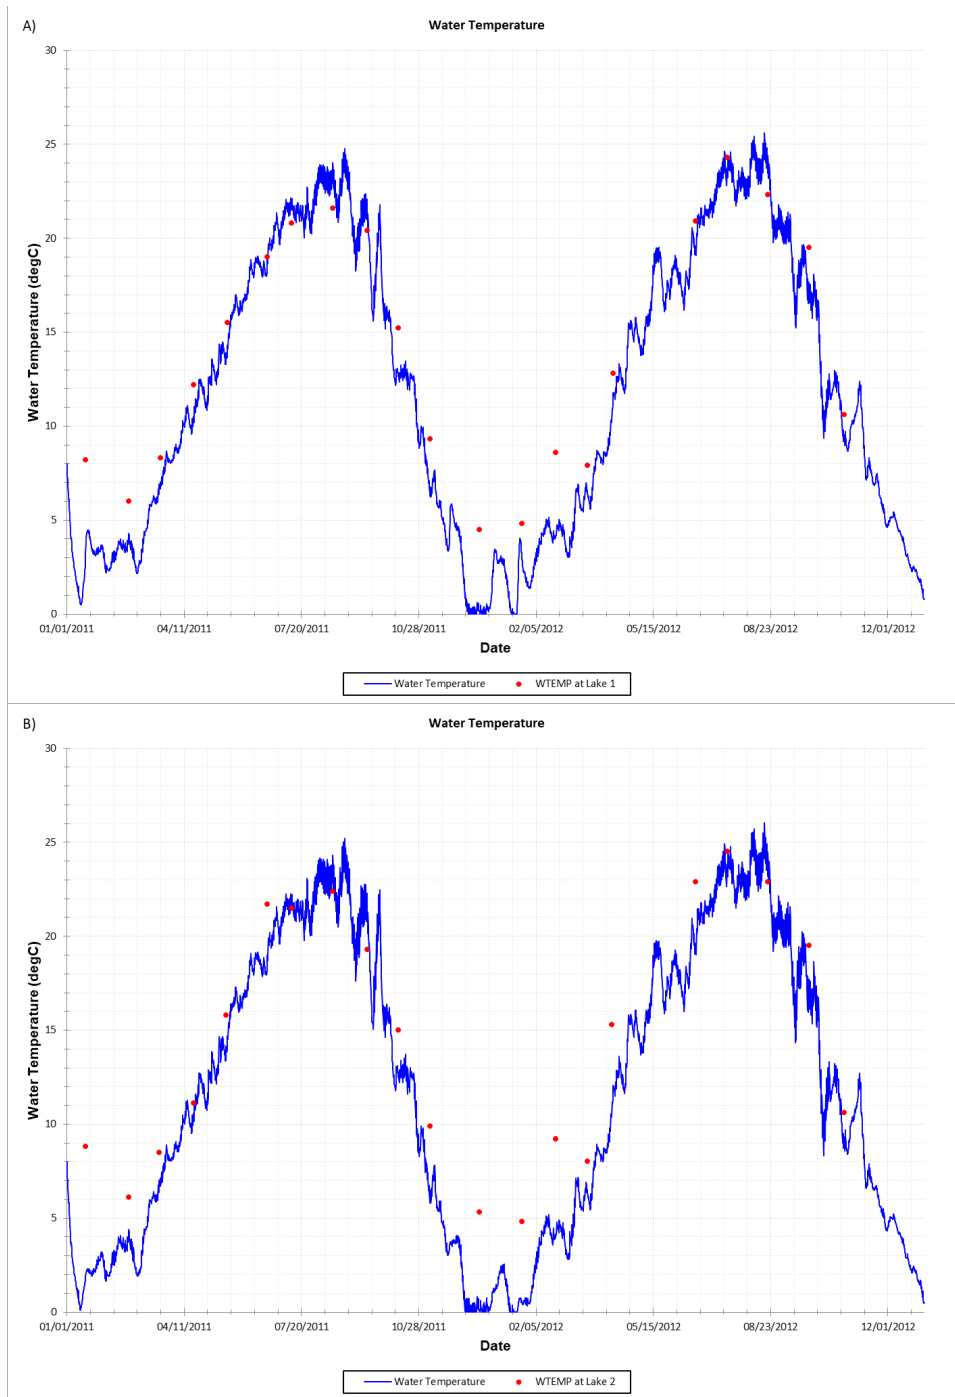 A)
Water Temperature
30
25
20
15
10
5
0
Water Temperature (degC)
01/01/2011 04/11/2011 07/20/2011 10/28/2011 02/05/2012 05/15/2012 08/23/2012 12/01/2012
Date
Water Temperature WTEMP at Lake 1
B)
Water Temperature
30
25
20
15
10
5
0
Water Temperature (degC)
01/01/2011 04/11/2011 07/20/2011 10/28/2011 02/05/2012 05/15/2012 08/23/2012 12/01/2012
Date
Water Temperature WTEMP at Lake 2